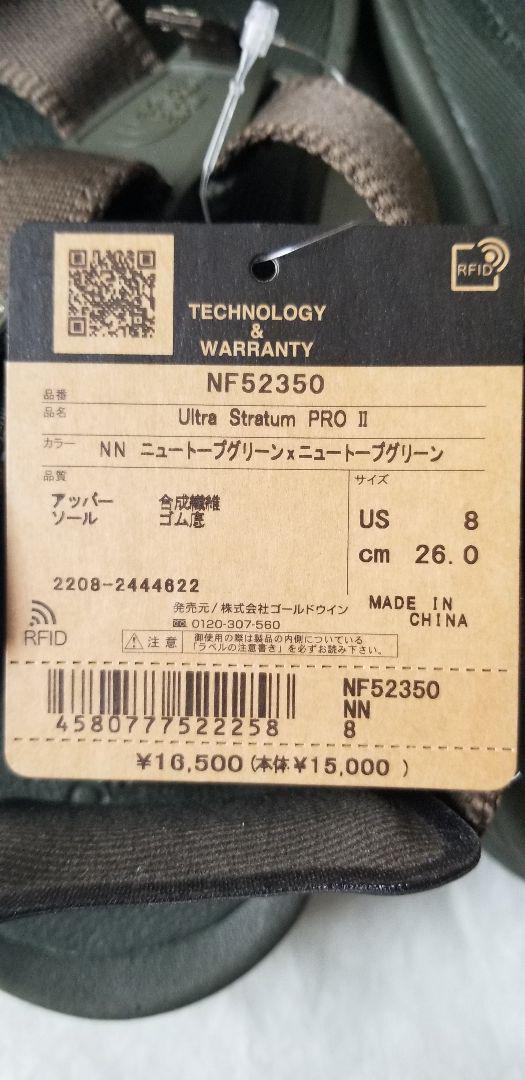 RFID
TECHNOLOGY
&
WARRANTY
品番 NF52350
品名 Ultra Stratum PRO II
カラー NN ニュートープグリーンxニュートープグリーン
品質
アッパー 合成繊維
ソール ゴム底
サイズ
US 8
cm 26.0
2208-2444622
RFID
発売元/株式会社ゴールドウイン
0120-307-560
MADE IN
CHINA
注意 御使用の際は製品の内側についている
「ラベルの注意書き」を必ずお読み下さい。
4580777522258
NF52350
NN
8
¥16,500(本体¥15,000 )